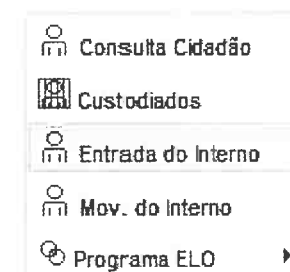 Consulta Cidadão
Custodiados
Entrada do Interno
Mov. do Interno
Programa ELO